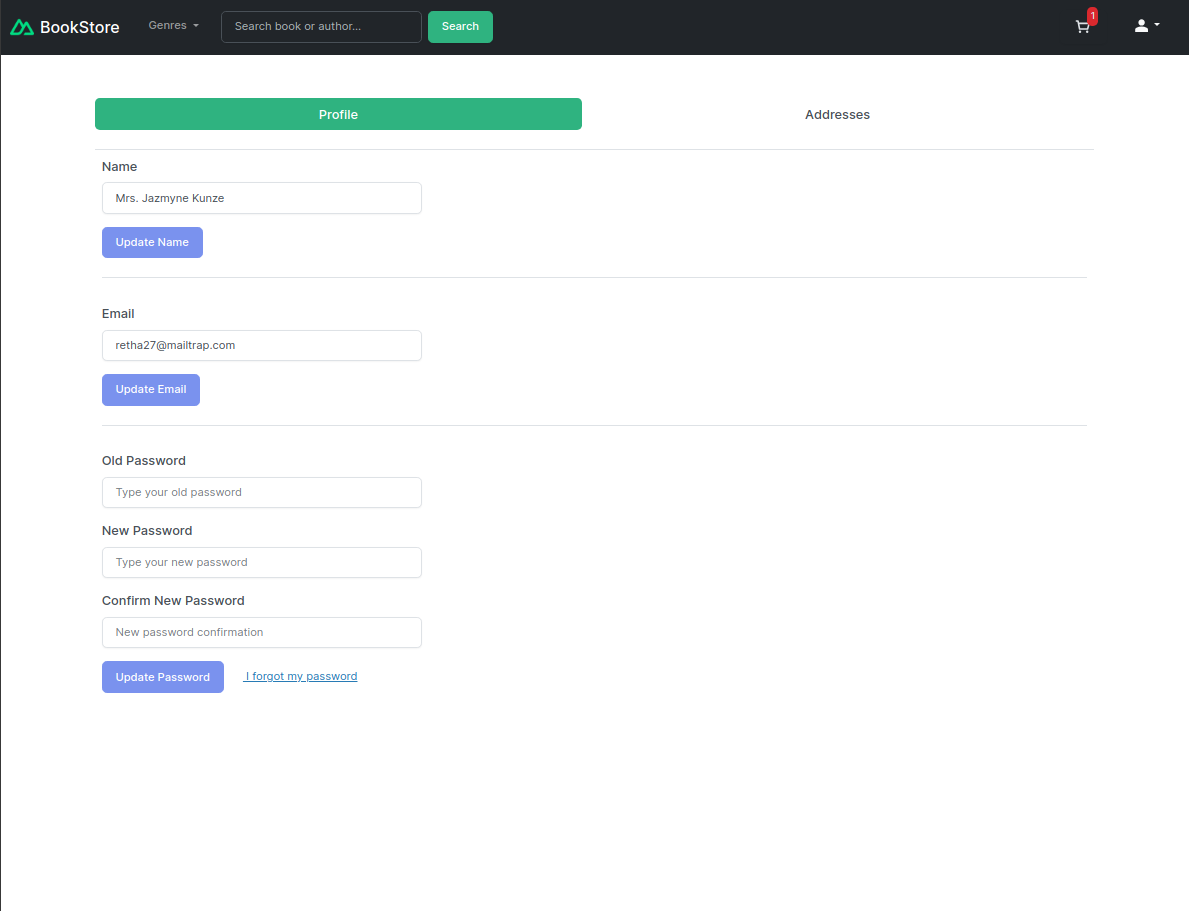 BookStore Genres Search book or author... Search 1
Profile Addresses
Name
Mrs. Jazmyne Kunze
Update Name
Email
retha27@mailtrap.com
Update Email
Old Password
Type your old password
New Password
Type your new password
Confirm New Password
New password confirmation
Update Password I forgot my password